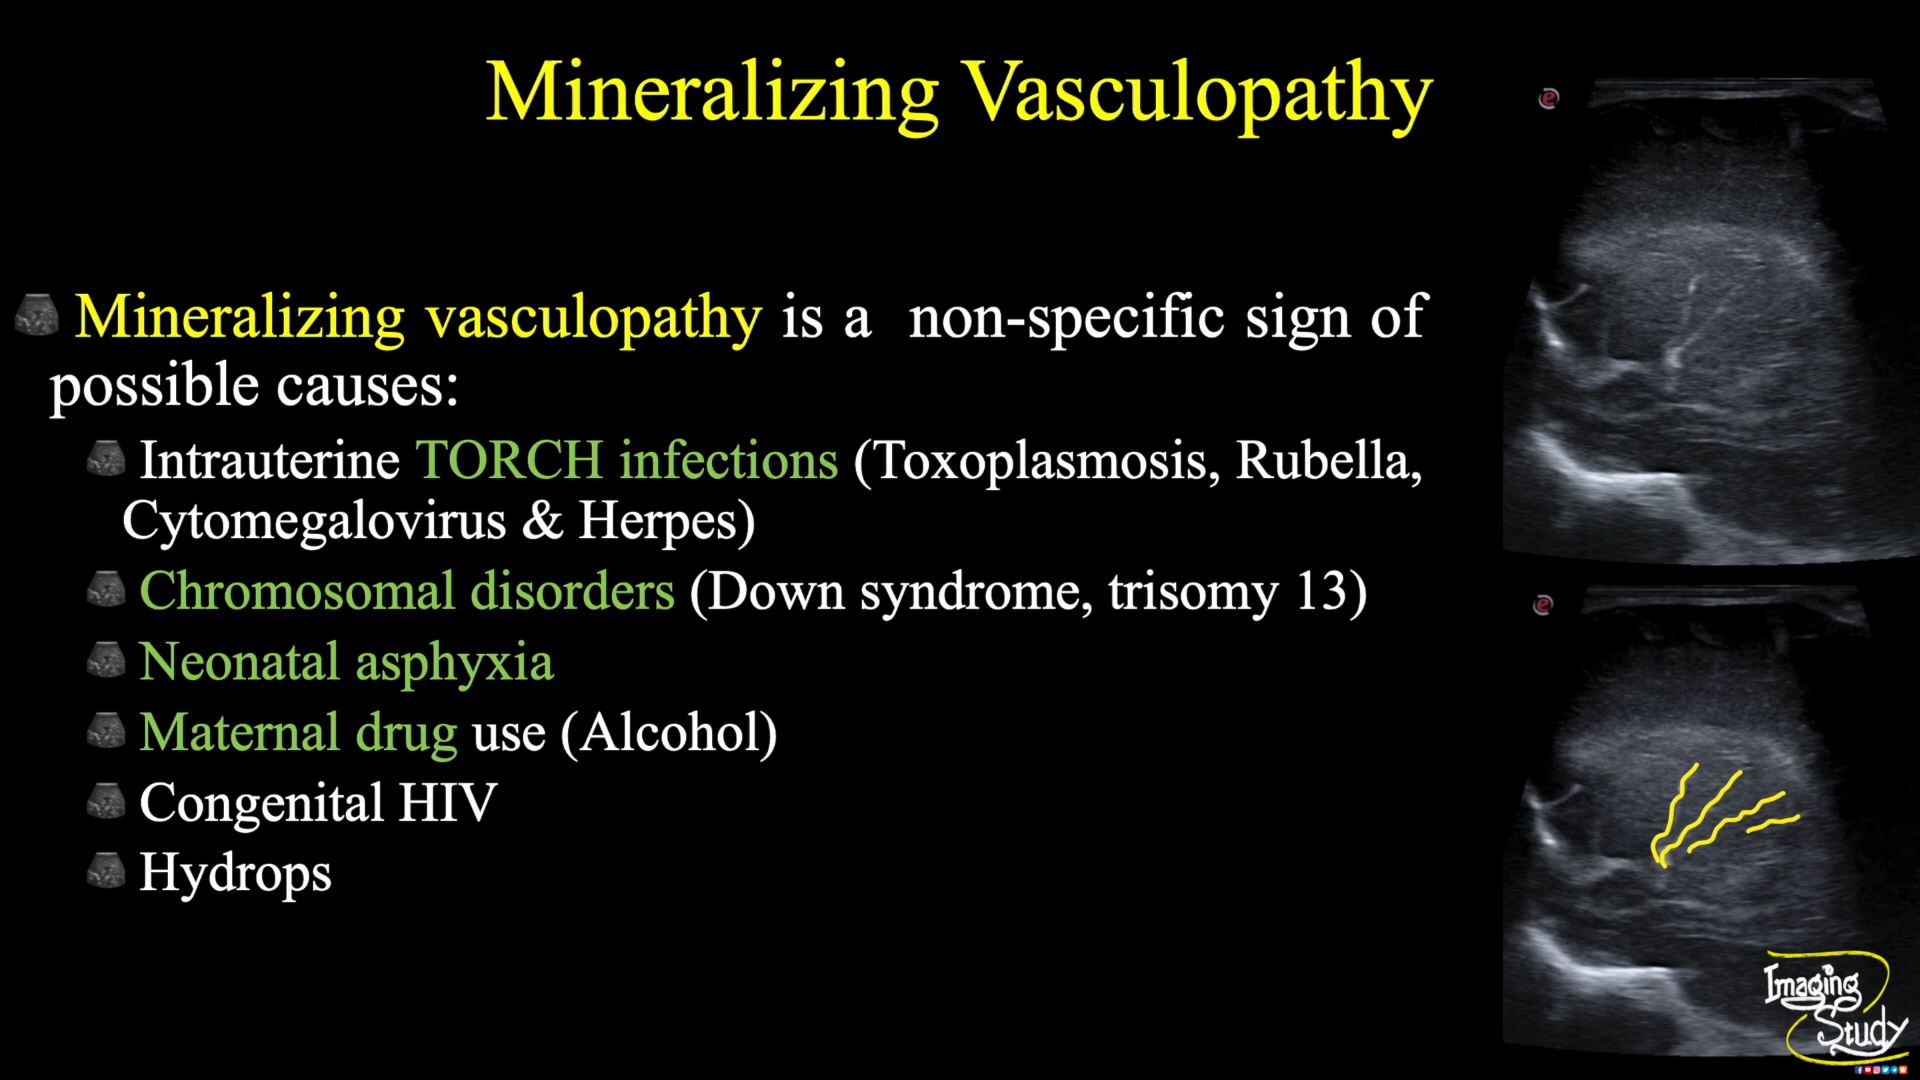 Mineralizing Vasculopathy
Mineralizing vasculopathy is a non-specific sign of
possible causes:
Intrauterine TORCH infections (Toxoplasmosis, Rubella,
Cytomegalovirus & Herpes)
Chromosomal disorders (Down syndrome, trisomy 13)
Neonatal asphyxia
Maternal drug use (Alcohol)
Congenital HIV
Hydrops
Imaging
Study